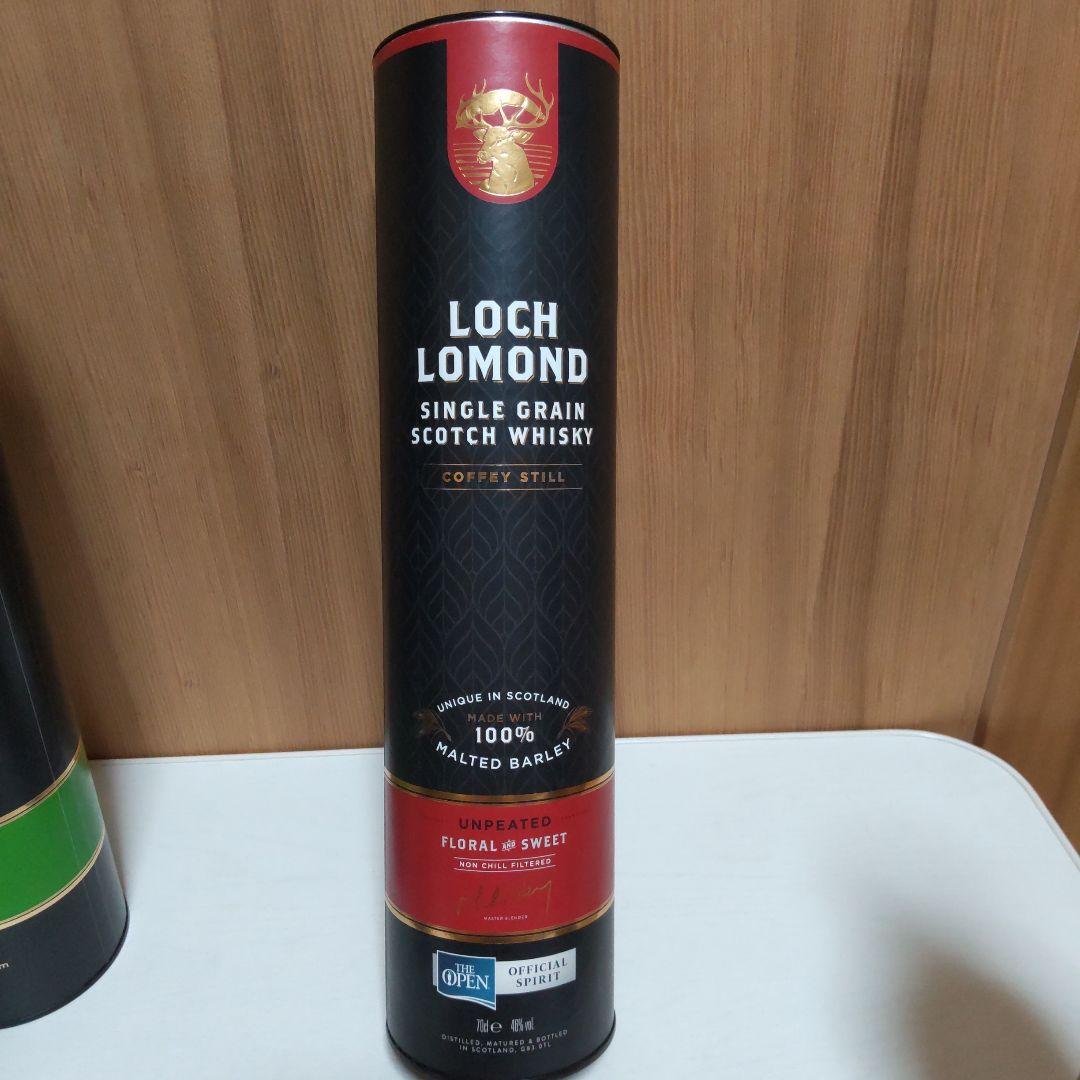 LOCH
LOMOND
SINGLE GRAIN
SCOTCH WHISKY
COFFEY STILL
UNIQUE IN SCOTLAND
MADE WITH
100%
MALTED BARLEY
UNPEATED
FLORAL AND SWEET
NON CHILL FILTERED
MASTER BLENDER
THE
OPEN
OFFICIAL
SPIRIT
70cl e 46% vol.
DISTILLED, MATURED & BOTTLED
IN SCOTLAND, G83 0TL
m